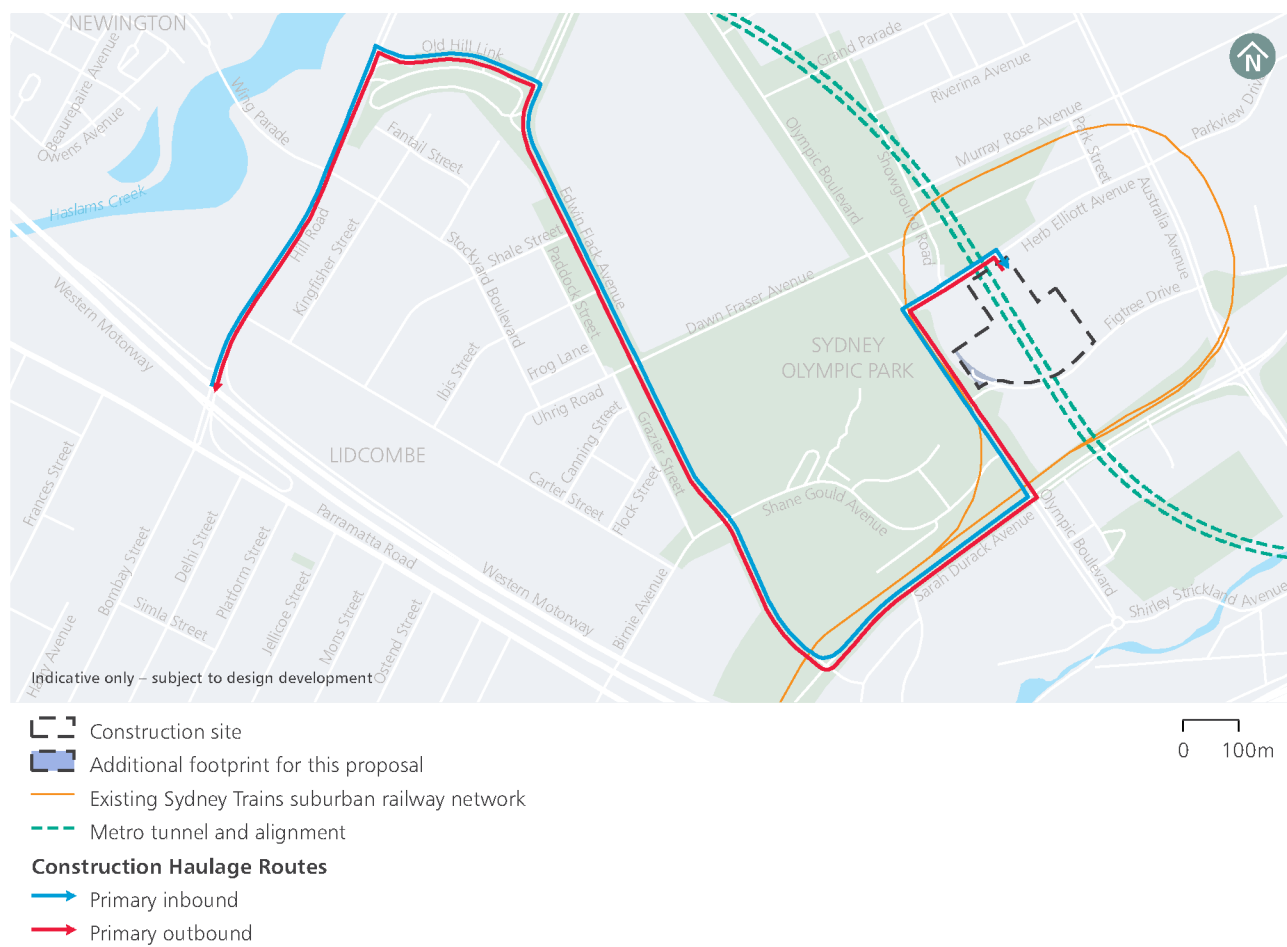 NEWINGTON
Old Hill Link
Grand Parade
N
Beaurepaire Avenue
Riverina Avenue
Wing Parade
Owens Avenue
Olympic Boulevard
Murray Rose Avenue
Park Street
Parkview Drive
Fantail Street
Showground Road
Haslams Creek
Edwin Flack Avenue
Herb Elliott Avenue
Australia Avenue
Hill Road
Kingfisher Street
Stockyard Boulevard
Shale Street
Paddock Street
Western Motorway
Dawn Fraser Avenue
Figtree Drive
SYDNEY
OLYMPIC PARK
Ibis Street
Frog Lane
Uhrig Road
LIDCOMBE
Canning Street
Grazier Street
Frances Street
Carter Street
Flock Street
Shane Gould Avenue
Parramatta Road
Olympic Boulevard
Bombay Street
Delhi Street
Platform Street
Sarah Durack Avenue
Simla Street
Jellicoe Street
Mons Street
Ostend Street
Western Motorway
Birnie Avenue
Shirley Strickland Avenue
Indicative only – subject to design development
Construction site
0 100m
Additional footprint for this proposal
Existing Sydney Trains suburban railway network
Metro tunnel and alignment
Construction Haulage Routes
Primary inbound
Primary outbound